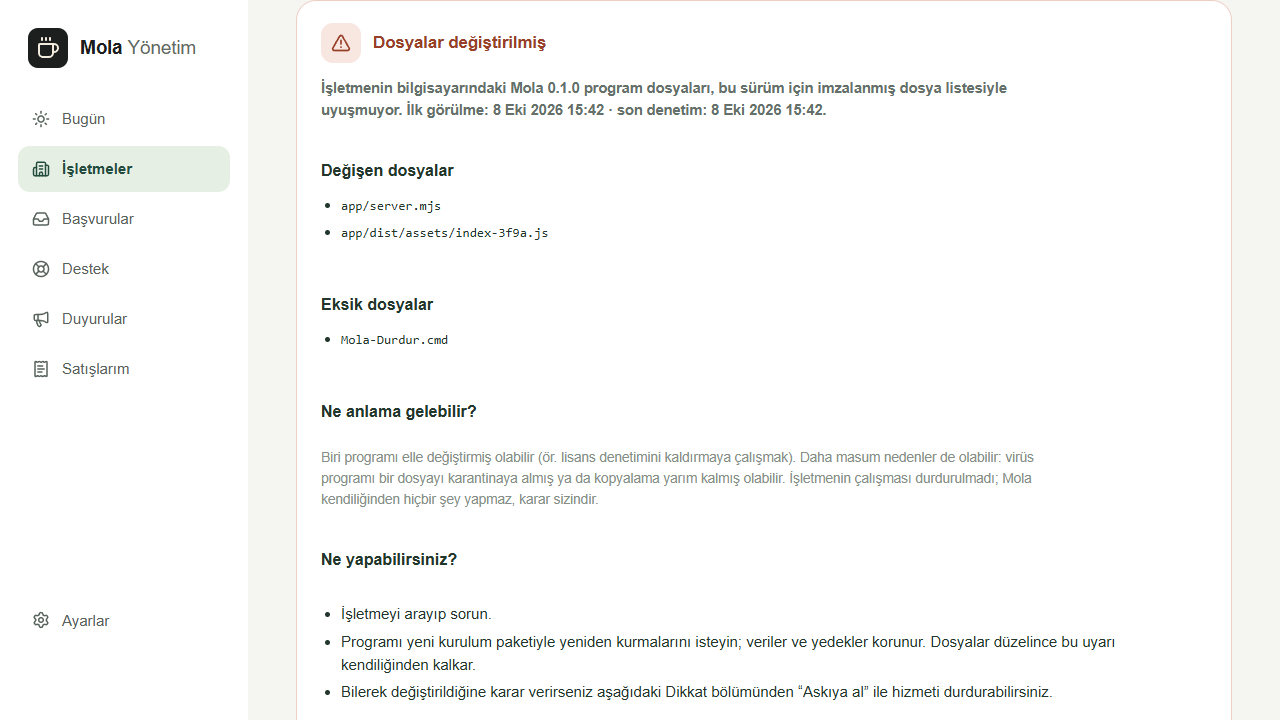 Mola Yönetim
Bugün
İşletmeler
Başvurular
Destek
Duyurular
Satışlarım
Ayarlar
Dosyalar değiştirilmiş
İşletmenin bilgisayarındaki Mola 0.1.0 program dosyaları, bu sürüm için imzalanmış dosya listesiyle
uyuşmuyor. İlk görülme: 8 Eki 2026 15:42 · son denetim: 8 Eki 2026 15:42.
Değişen dosyalar
• app/server.mjs
• app/dist/assets/index-3f9a.js
Eksik dosyalar
• Mola-Durdur.cmd
Ne anlama gelebilir?
Biri programı elle değiştirmiş olabilir (ör. lisans denetimini kaldırmaya çalışmak). Daha masum nedenler de olabilir: virüs
programı bir dosyayı karantinaya almış ya da kopyalama yarım kalmış olabilir. İşletmenin çalışması durdurulmadı; Mola
kendiliğinden hiçbir şey yapmaz, karar sizindir.
Ne yapabilirsiniz?
• İşletmeyi arayıp sorun.
• Programı yeni kurulum paketiyle yeniden kurmalarını isteyin; veriler ve yedekler korunur. Dosyalar düzelince bu uyarı
kendiliğinden kalkar.
• Bilerek değiştirildiğine karar verirseniz aşağıdaki Dikkat bölümünden “Askıya al” ile hizmeti durdurabilirsiniz.